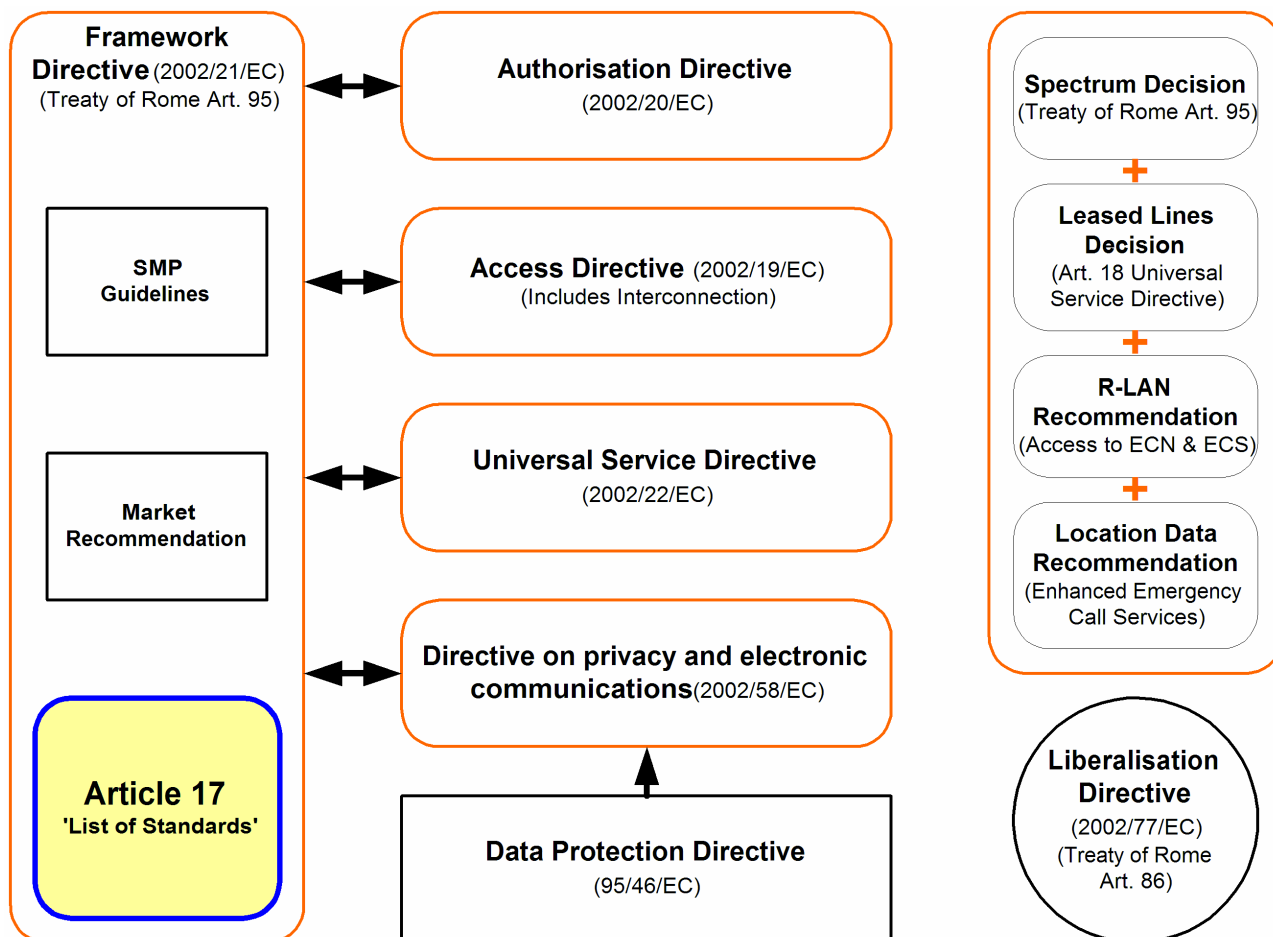 Framework
Directive (2002/21/EC)
(Treaty of Rome Art. 95)
SMP
Guidelines
Market
Recommendation
Article 17
'List of Standards'
Authorisation Directive
(2002/20/EC)
Access Directive (2002/19/EC)
(Includes Interconnection)
Universal Service Directive
(2002/22/EC)
Directive on privacy and electronic
communications(2002/58/EC)
Data Protection Directive
(95/46/EC)
Spectrum Decision
(Treaty of Rome Art. 95)
+
Leased Lines
Decision
(Art. 18 Universal
Service Directive)
+
R-LAN
Recommendation
(Access to ECN & ECS)
+
Location Data
Recommendation
(Enhanced Emergency
Call Services)
Liberalisation
Directive
(2002/77/EC)
(Treaty of Rome
Art. 86)